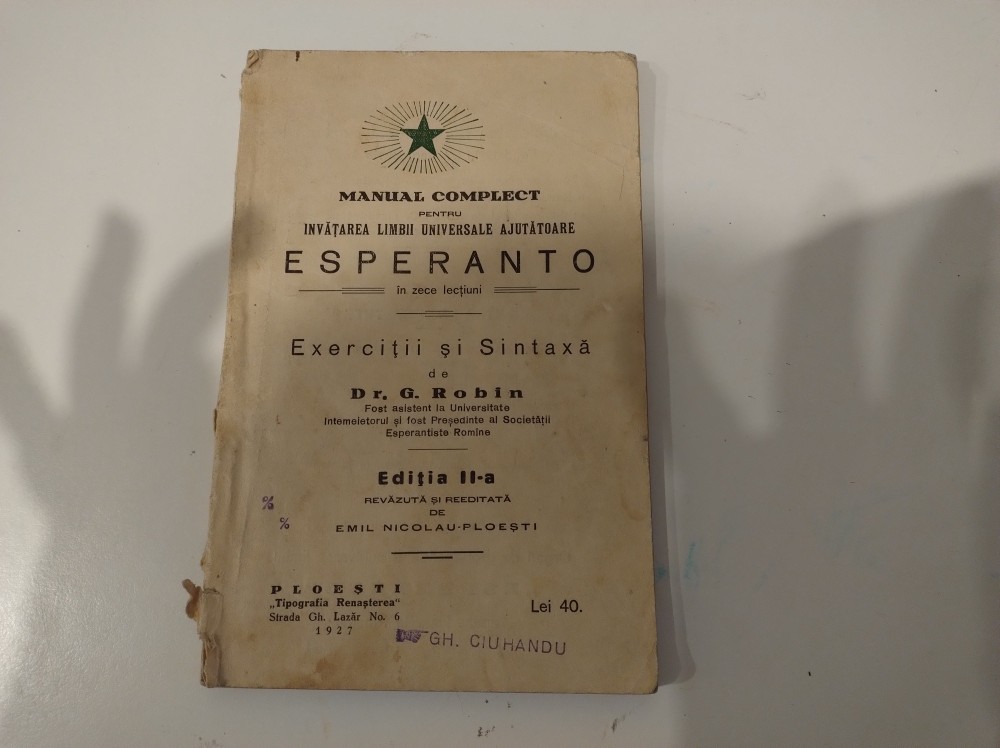 MANUAL COMPLECT
PENTRU
INVĂȚAREA LIMBII UNIVERSALE AJUTĂTOARE
ESPERANTO
în zece lecțiuni
Exerciții și Sintaxă
de
Dr. G. Robin
Fost asistent la Universitate
Intemeietorul și fost Președinte al Societății
Esperantiste Romîne
Ediția II-a
REVĂZUTĂ ȘI REEDITATĂ
DE
EMIL NICOLAU-PLOEȘTI
%
%
PLOEȘTI
„Tipografia Renașterea“
Strada Gh. Lazăr No. 6
1927
Lei 40.
GH. CIUHANDU